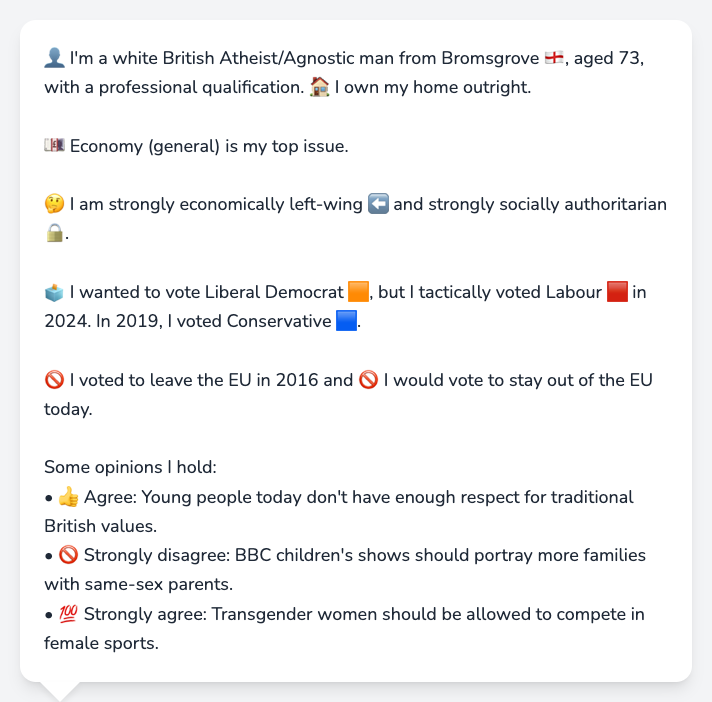 👤 I'm a white British Atheist/Agnostic man from Bromsgrove 🏴󠁧󠁢󠁥󠁮󠁧󠁿, aged 73,
with a professional qualification. 🏠 I own my home outright.
💷 Economy (general) is my top issue.
🤔 I am strongly economically left-wing ⬅️ and strongly socially authoritarian
🔒.
🗳️ I wanted to vote Liberal Democrat 🟧, but I tactically voted Labour 🟥 in
2024. In 2019, I voted Conservative 🟦.
🚫 I voted to leave the EU in 2016 and 🚫 I would vote to stay out of the EU
today.
Some opinions I hold:
• 👍 Agree: Young people today don't have enough respect for traditional
British values.
• 🚫 Strongly disagree: BBC children's shows should portray more families
with same-sex parents.
• 💯 Strongly agree: Transgender women should be allowed to compete in
female sports.